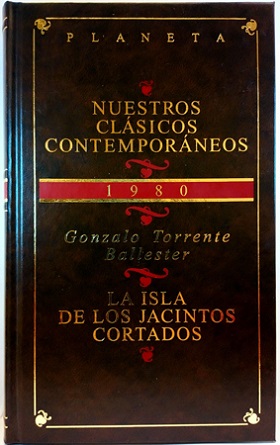 PLANETA
NUESTROS
CLÁSICOS
CONTEMPORÁNEOS
1980
Gonzalo Torrente
Ballester
LA ISLA
DE LOS JACINTOS
CORTADOS